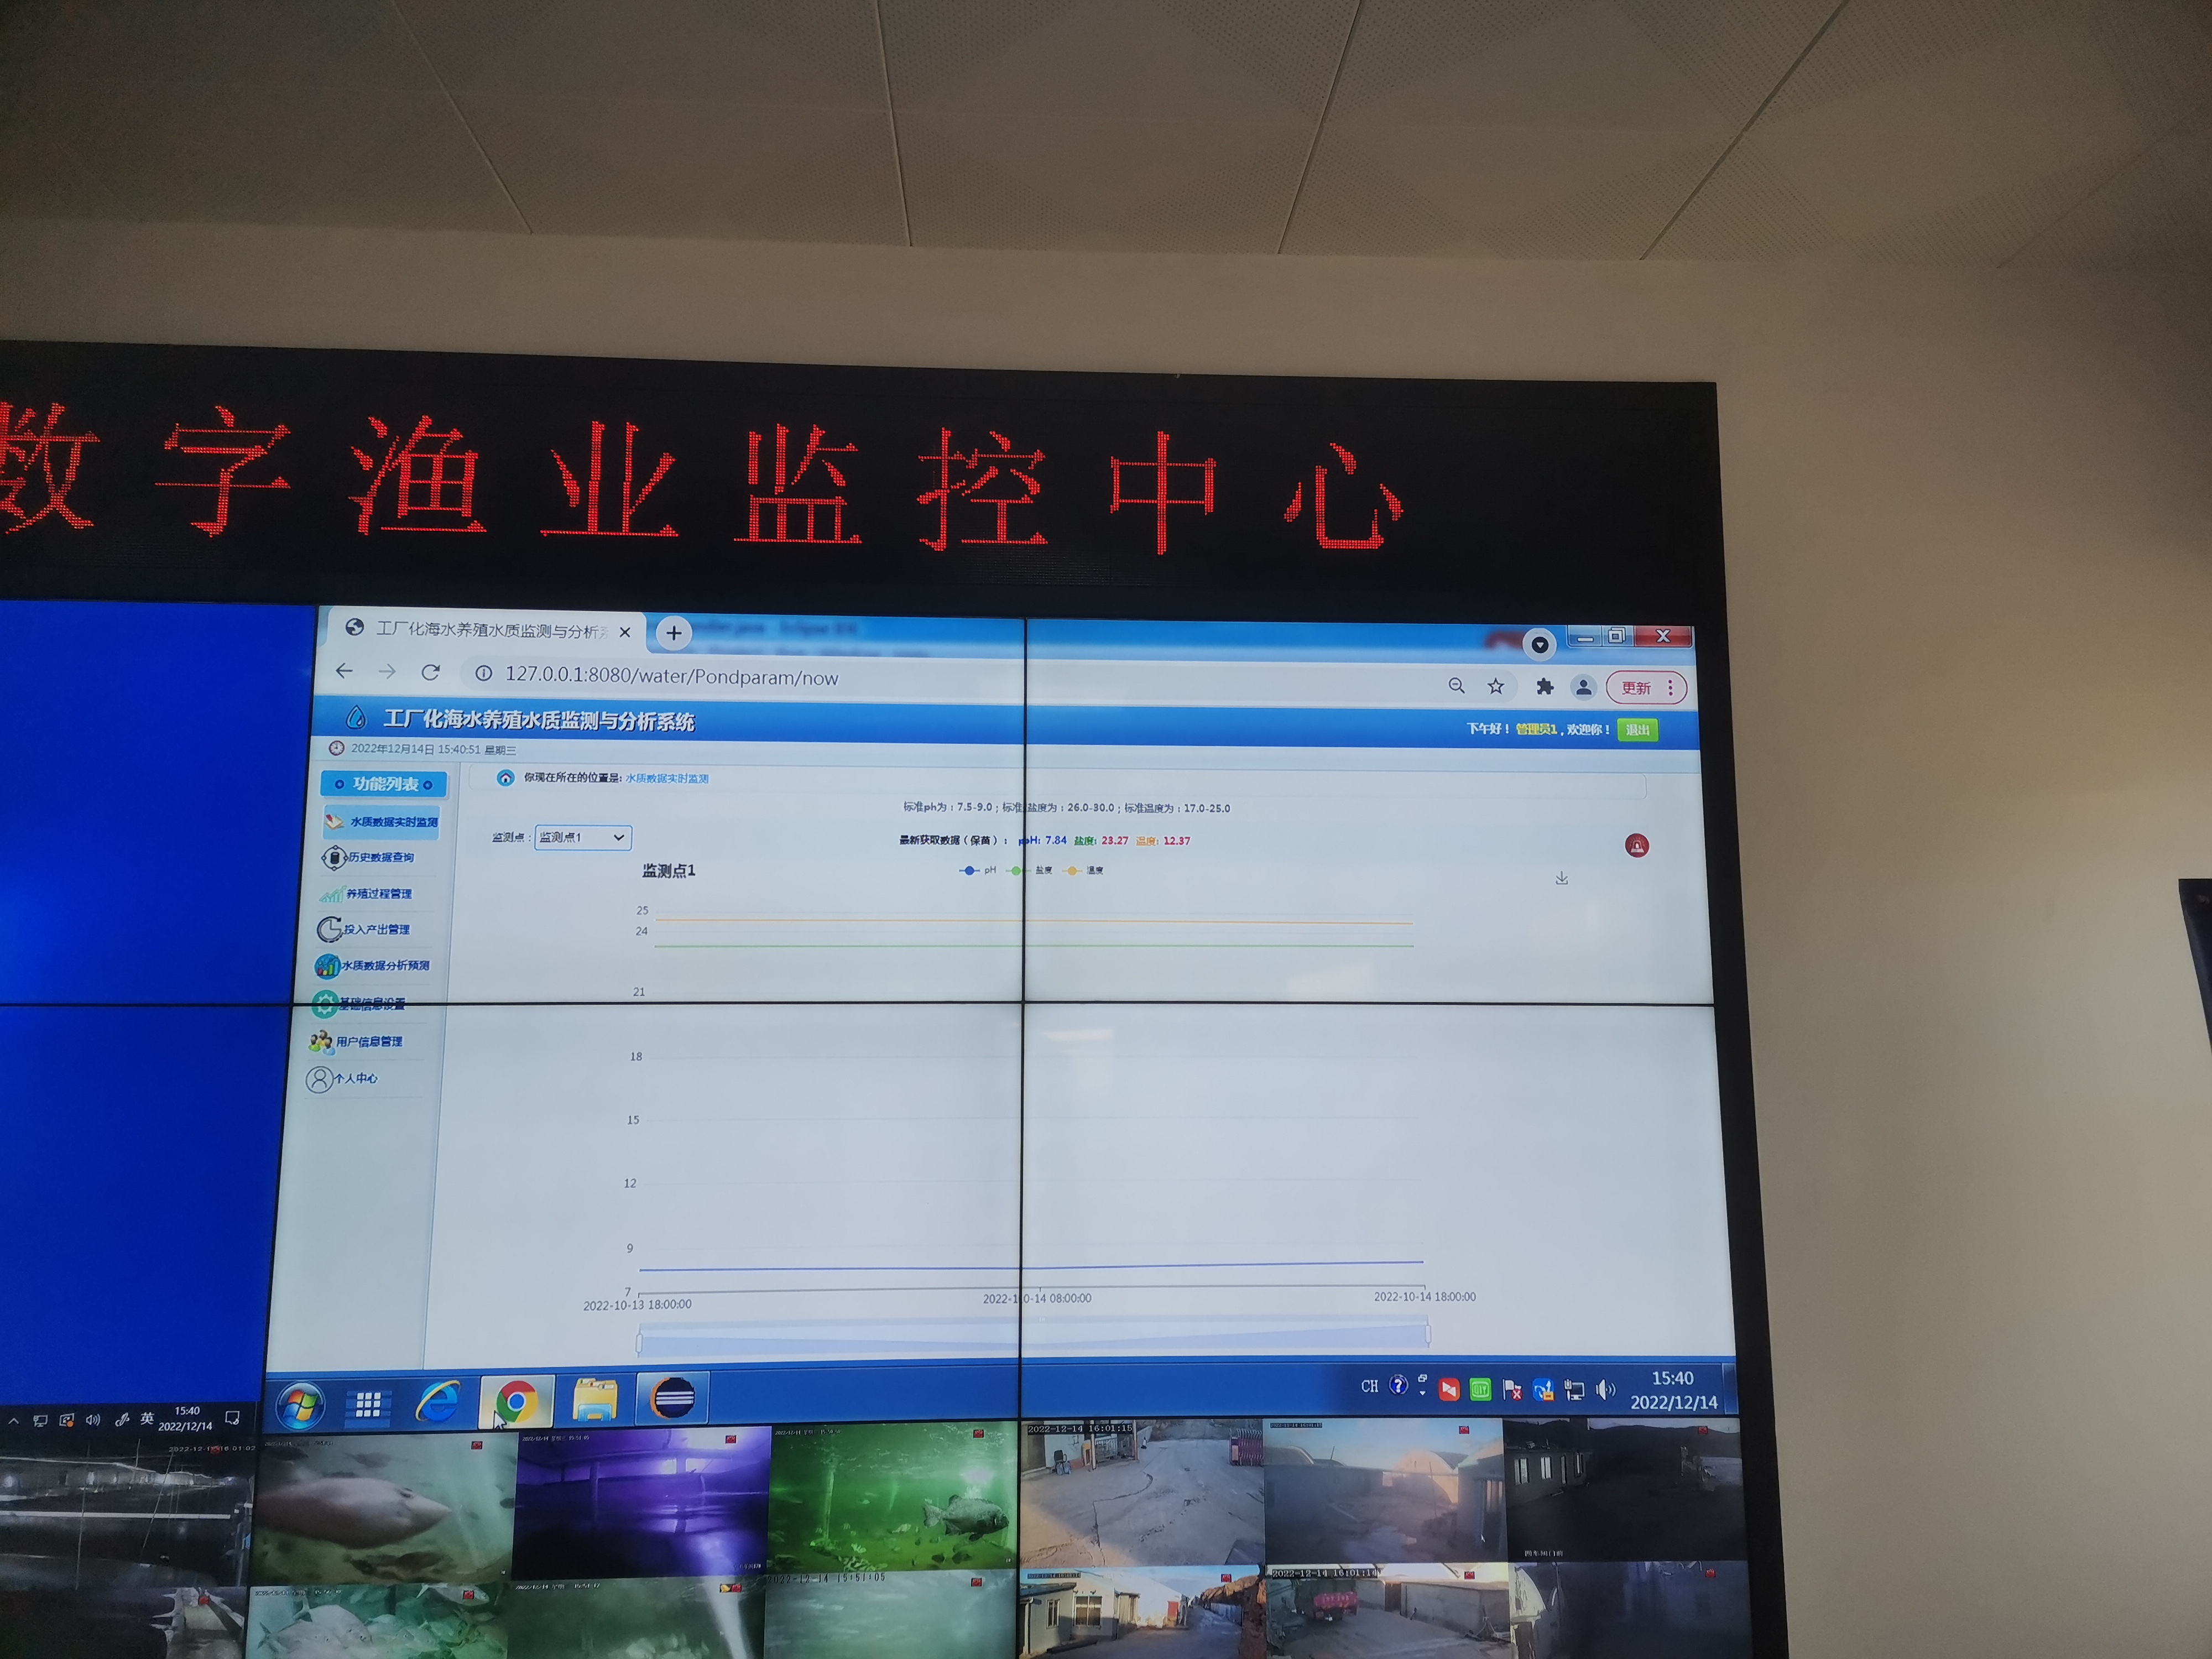 数字渔业监控中心
工厂化海水养殖水质监测与分析
127.0.0.1:8080/water/Pondparam/now
更新
工厂化海水养殖水质监测与分析系统
下午好！管理员1，欢迎你！ 退出
2022年12月14日 15:40:51 星期三
功能列表
水质数据实时监测
历史数据查询
养殖过程管理
投入产出管理
水质数据分析预测
基础信息设置
用户信息管理
个人中心
你现在所在的位置是: 水质数据实时监测
标准ph为：7.5-9.0；标准盐度为：26.0-30.0；标准温度为：17.0-25.0
监测点： 监测点1
最新获取数据（保苗）： pH: 7.84 盐度: 23.27 温度: 12.37
监测点1
pH 盐度 温度
25
24
21
18
15
12
9
7
2022-10-13 18:00:00 2022-10-14 08:00:00 2022-10-14 18:00:00
CH
15:40
2022/12/14
英
15:40
2022/12/14
2022-12-14 16:01:15
2022-12-14 15:51:05
2022-12-14 16:01:14